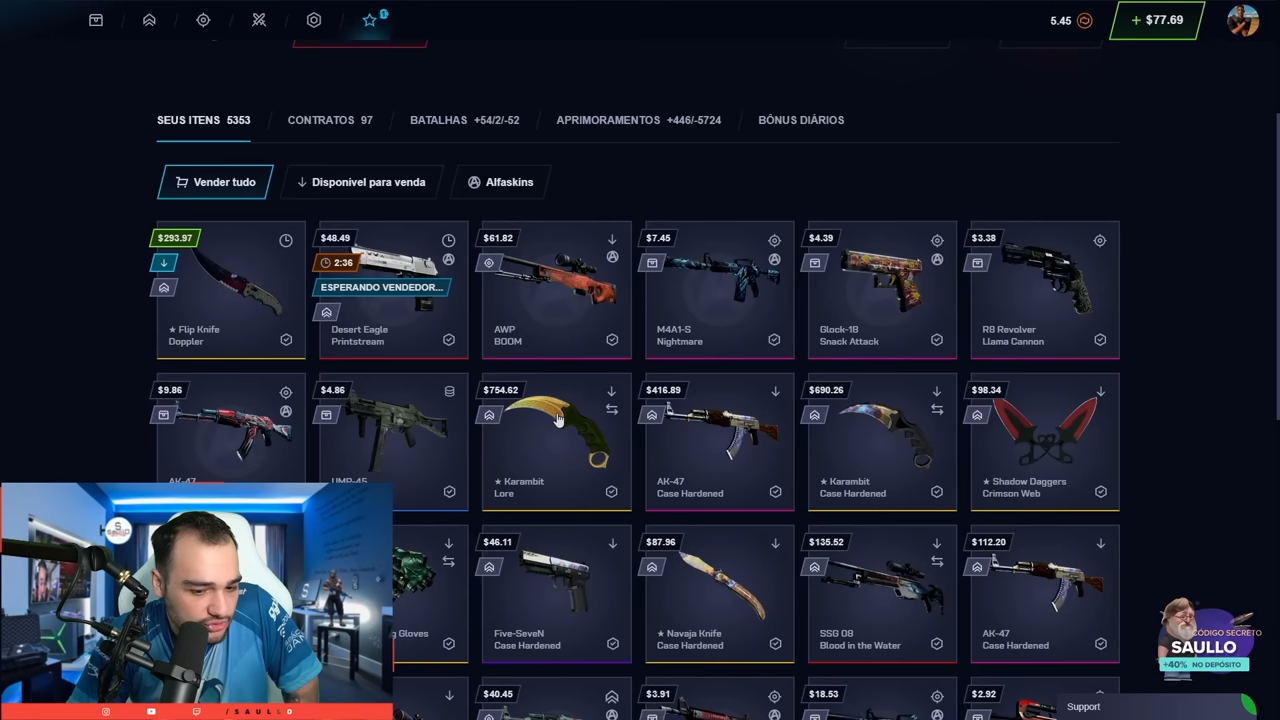 1
5.45
+ $77.69
SEUS ITENS 5353
CONTRATOS 97
BATALHAS +54/2/-52
APRIMORAMENTOS +446/-5724
BÔNUS DIÁRIOS
Vender tudo
Disponível para venda
Alfaskins
$293.97
★ Flip Knife
Doppler
$48.49
2:36
ESPERANDO VENDEDOR...
Desert Eagle
Printstream
$61.82
AWP
BOOM
$7.45
M4A1-S
Nightmare
$4.39
Glock-18
Snack Attack
$3.38
R8 Revolver
Llama Cannon
$9.86
AK-47
$4.86
UMP-45
$754.62
★ Karambit
Lore
$416.89
AK-47
Case Hardened
$690.26
★ Karambit
Case Hardened
$98.34
★ Shadow Daggers
Crimson Web
Gloves
$46.11
Five-SeveN
Case Hardened
$87.96
★ Navaja Knife
Case Hardened
$135.52
SSG 08
Blood in the Water
$112.20
AK-47
Case Hardened
$40.45
$3.91
$18.53
$2.92
CÓDIGO SECRETO
SAULLO
+40% NO DEPÓSITO
Support
/SAULLO